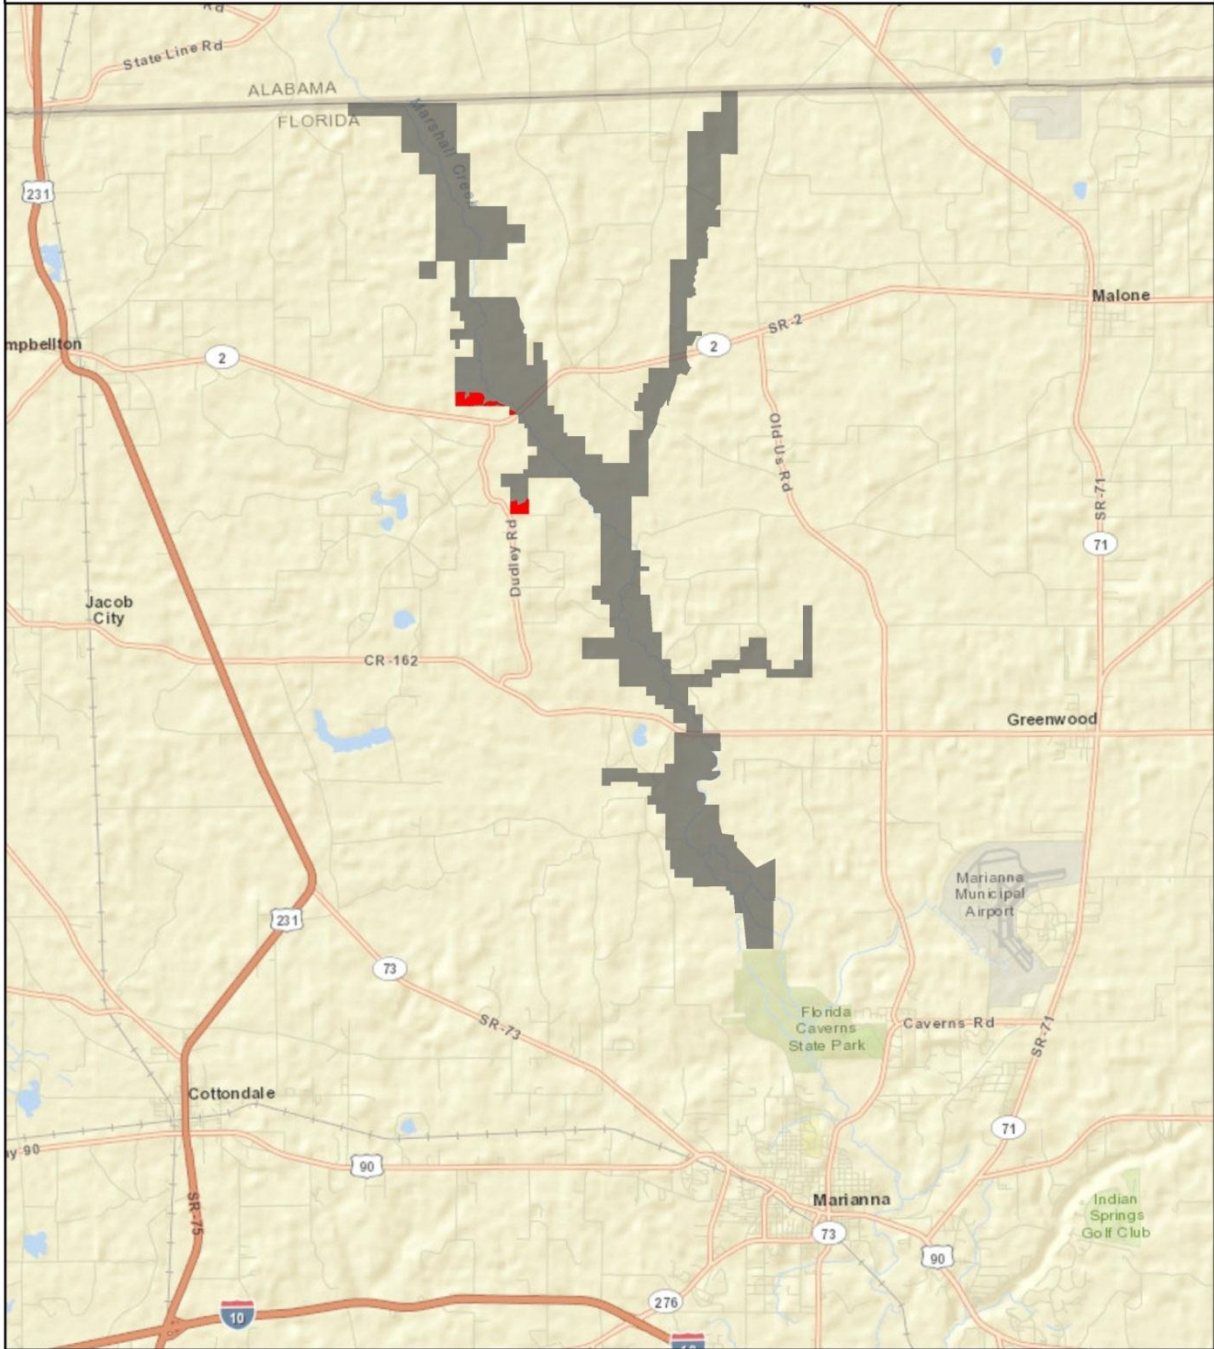 Rd
State Line Rd
ALABAMA
FLORIDA
Marshall Creek
231
Malone
SR-2
mpbellton
2
2
Old Us Rd
SR-71
71
Dudley Rd
Jacob
City
CR-162
Greenwood
Marianna
Municipal
Airport
231
73
SR-73
Florida
Caverns
State Park
Caverns Rd
SR-71
Cottondale
71
ay 90
90
SR-75
Marianna
Indian
Springs
Golf Club
73
90
276
10
10